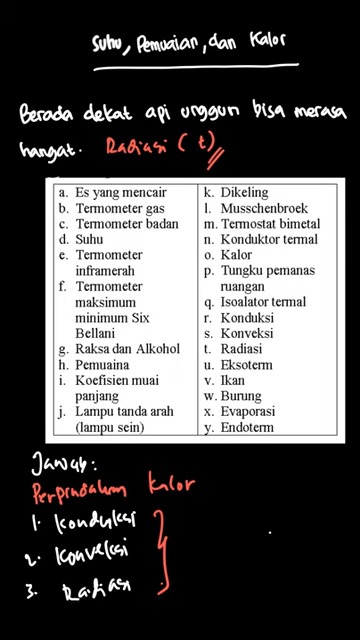 Suhu, Pemuaian, dan Kalor
Berada dekat api unggun bisa merasa
hangat. Radiasi (t)
a. Es yang mencair
b. Termometer gas
c. Termometer badan
d. Suhu
e. Termometer
inframerah
f. Termometer
maksimum
minimum Six
Bellani
g. Raksa dan Alkohol
h. Pemuaina
i. Koefisien muai
panjang
j. Lampu tanda arah
(lampu sein)
k. Dikeling
l. Musschenbroek
m. Termostat bimetal
n. Konduktor termal
o. Kalor
p. Tungku pemanas
ruangan
q. Isoalator termal
r. Konduksi
s. Konveksi
t. Radiasi
u. Eksoterm
v. Ikan
w. Burung
x. Evaporasi
y. Endoterm
Jawab:
Perpindahan Kalor
1. Konduksi
2. Konveksi
3. Radiasi